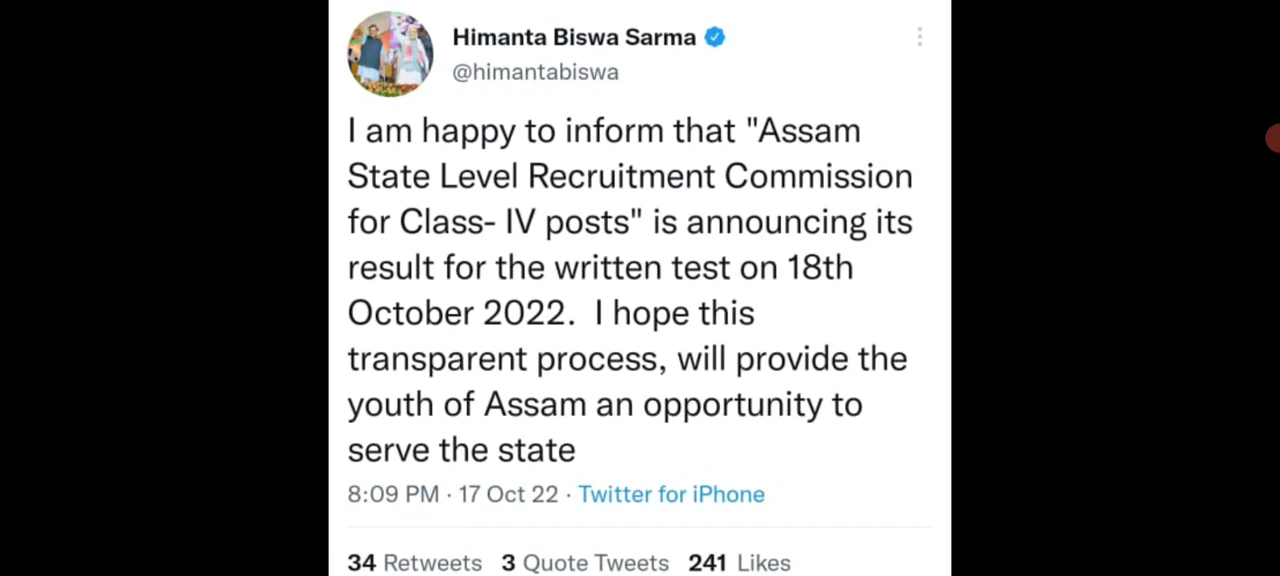 Himanta Biswa Sarma
@himantabiswa
I am happy to inform that "Assam
State Level Recruitment Commission
for Class- IV posts" is announcing its
result for the written test on 18th
October 2022.  I hope this
transparent process, will provide the
youth of Assam an opportunity to
serve the state
8:09 PM · 17 Oct 22 · Twitter for iPhone
34 Retweets 3 Quote Tweets 241 Likes